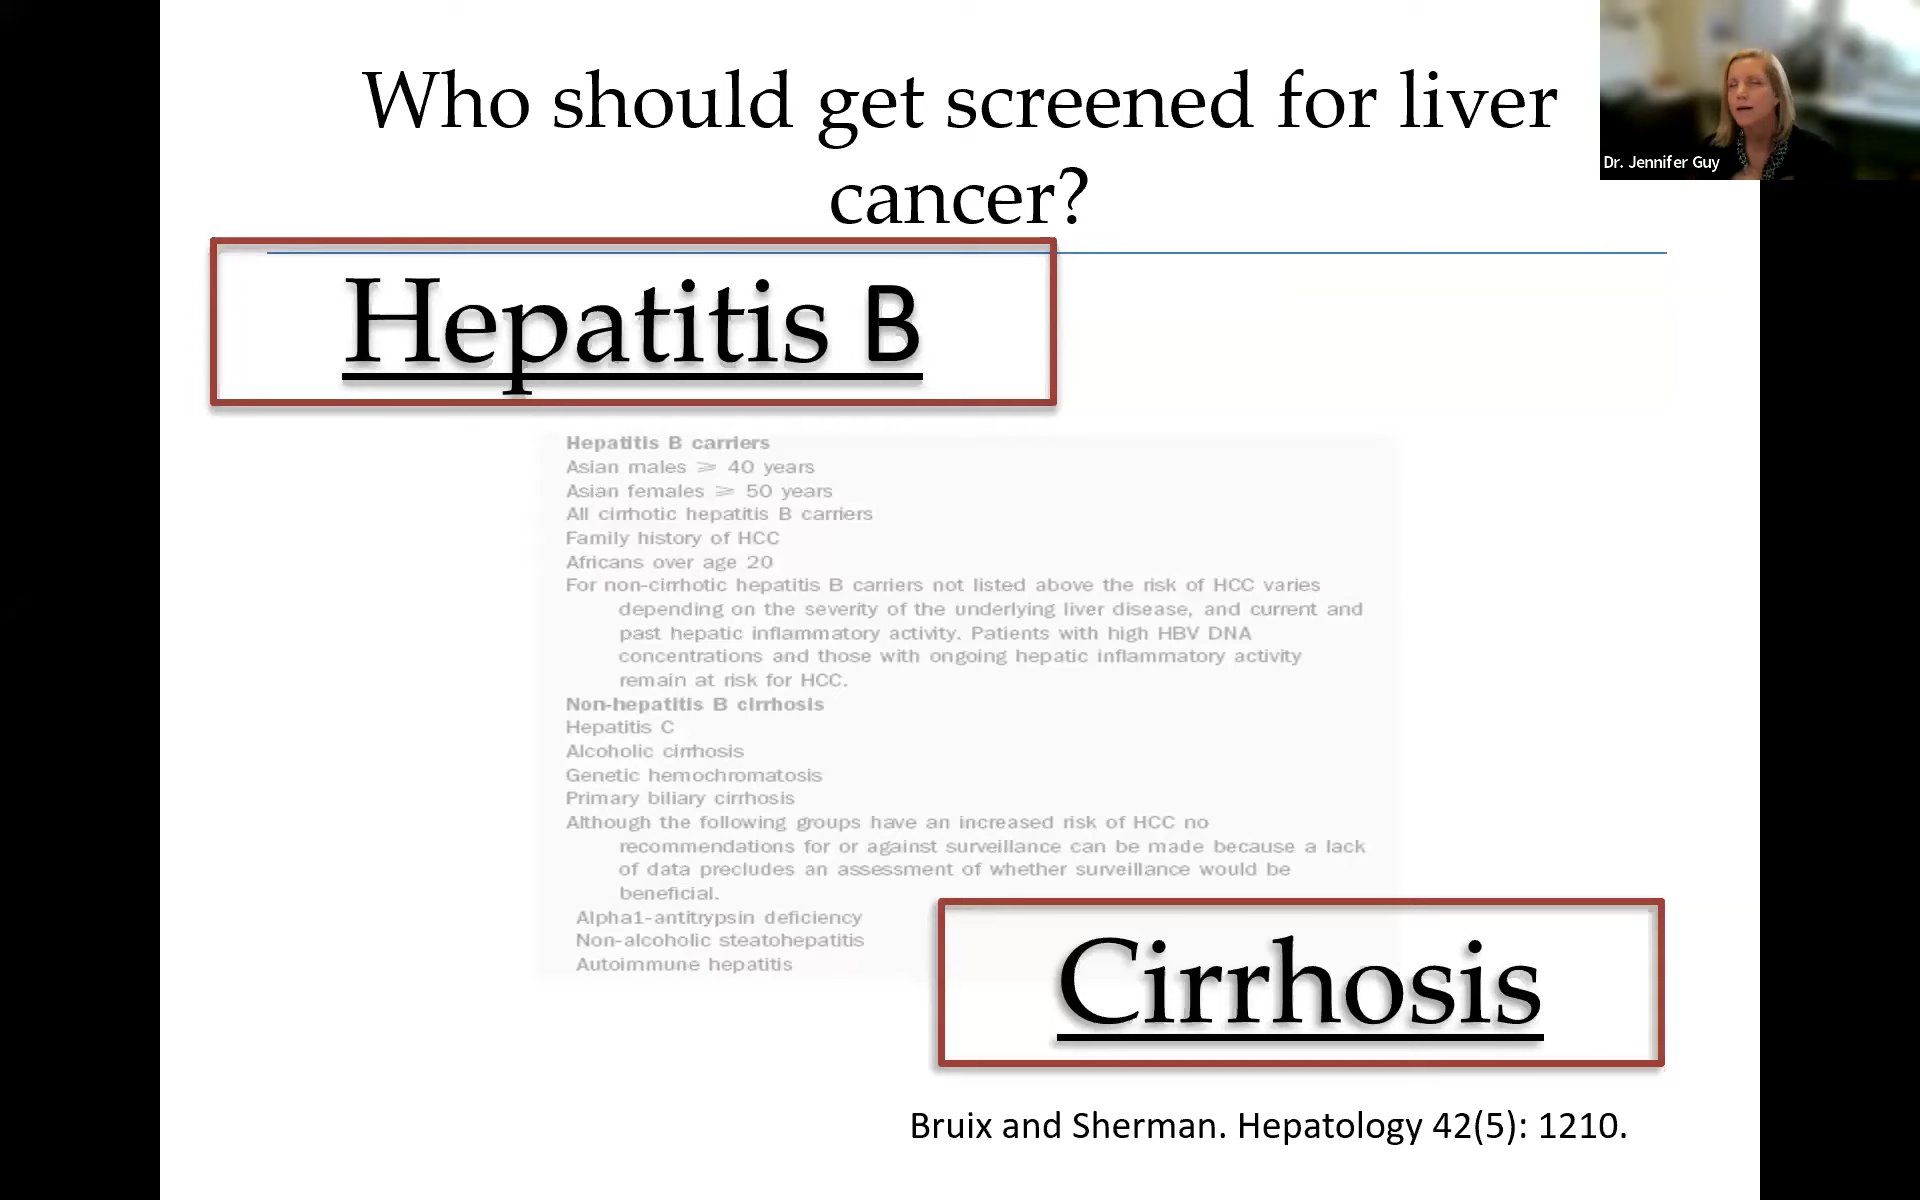 Who should get screened for liver
cancer?
Dr. Jennifer Guy
Hepatitis B
Hepatitis B carriers
Asian males ⩾ 40 years
Asian females ⩾ 50 years
All cirrhotic hepatitis B carriers
Family history of HCC
Africans over age 20
For non-cirrhotic hepatitis B carriers not listed above the risk of HCC varies
depending on the severity of the underlying liver disease, and current and
past hepatic inflammatory activity. Patients with high HBV DNA
concentrations and those with ongoing hepatic inflammatory activity
remain at risk for HCC.
Non-hepatitis B cirrhosis
Hepatitis C
Alcoholic cirrhosis
Genetic hemochromatosis
Primary biliary cirrhosis
Although the following groups have an increased risk of HCC no
recommendations for or against surveillance can be made because a lack
of data precludes an assessment of whether surveillance would be
beneficial.
Alpha1-antitrypsin deficiency
Non-alcoholic steatohepatitis
Autoimmune hepatitis
Cirrhosis
Bruix and Sherman. Hepatology 42(5): 1210.